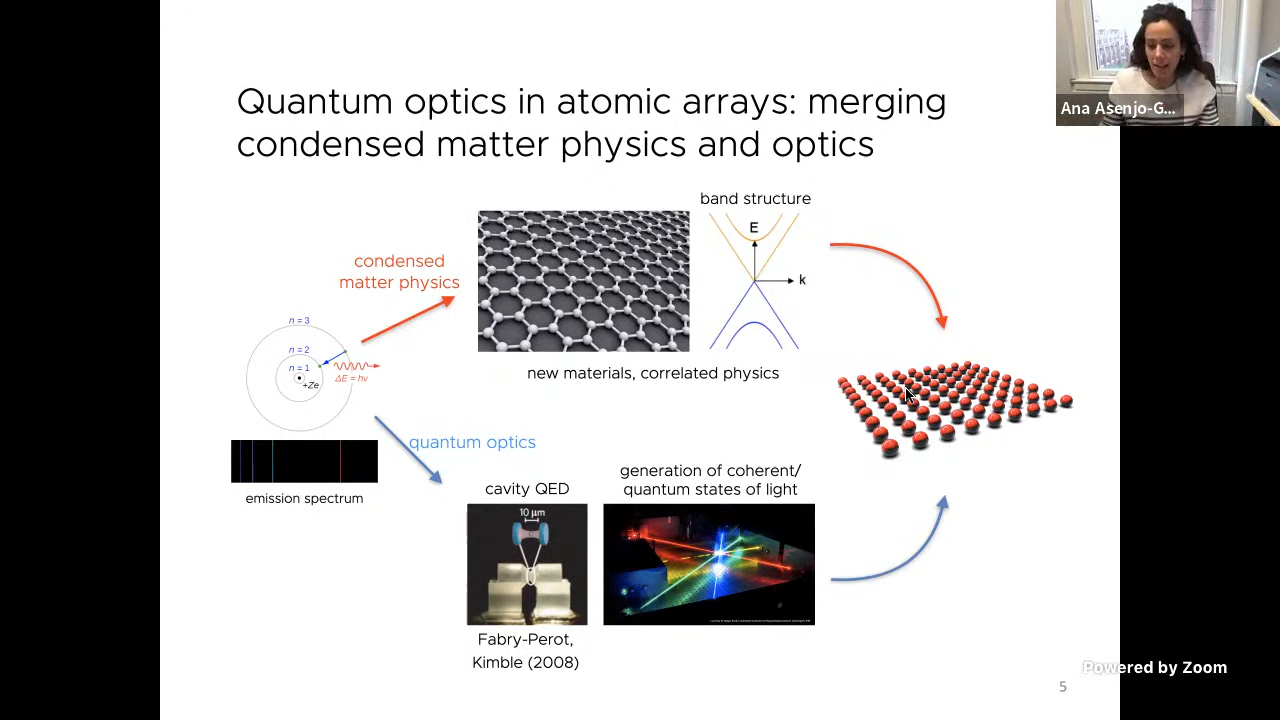 Quantum optics in atomic arrays: merging
condensed matter physics and optics
Ana Asenjo-G...
band structure
E
k
condensed
matter physics
new materials, correlated physics
n = 3
n = 2
n = 1
+Ze
ΔE = hν
emission spectrum
quantum optics
cavity QED
10 μm
generation of coherent/
quantum states of light
Fabry-Perot,
Kimble (2008)
Powered by Zoom
5